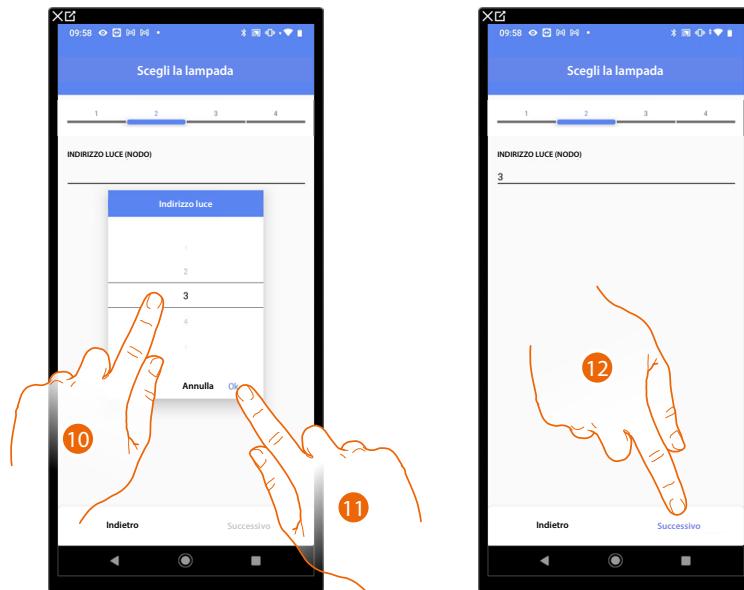 09:58
Scegli la lampada
1 2 3 4
INDIRIZZO LUCE (NODO)
Indirizzo luce
1
2
3
4
Annulla Ok
10
11
Indietro Successivo
09:58
Scegli la lampada
1 2 3 4
INDIRIZZO LUCE (NODO)
3
12
Indietro Successivo